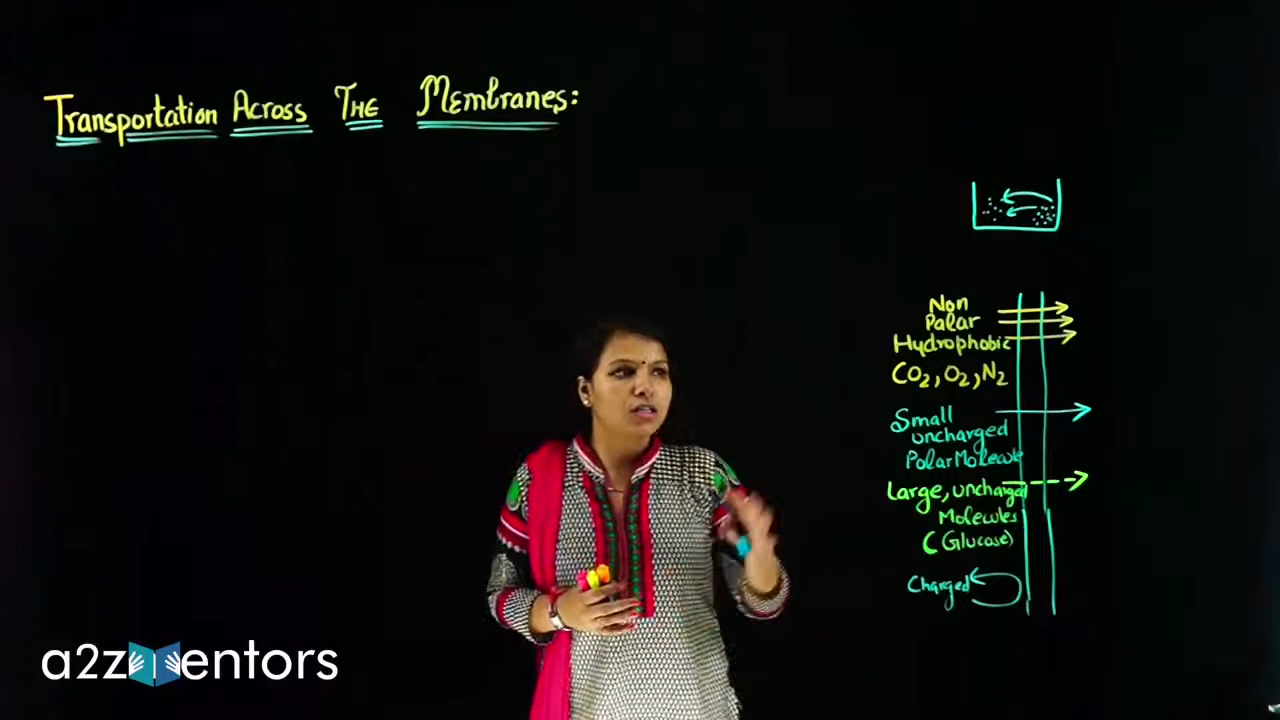 Transportation Across THE Membranes:
Non
Polar
Hydrophobic
CO2, O2, N2
Small
uncharged
Polar Molecule
Large, uncharged
Molecules
(Glucose)
Charged
a2zmentors